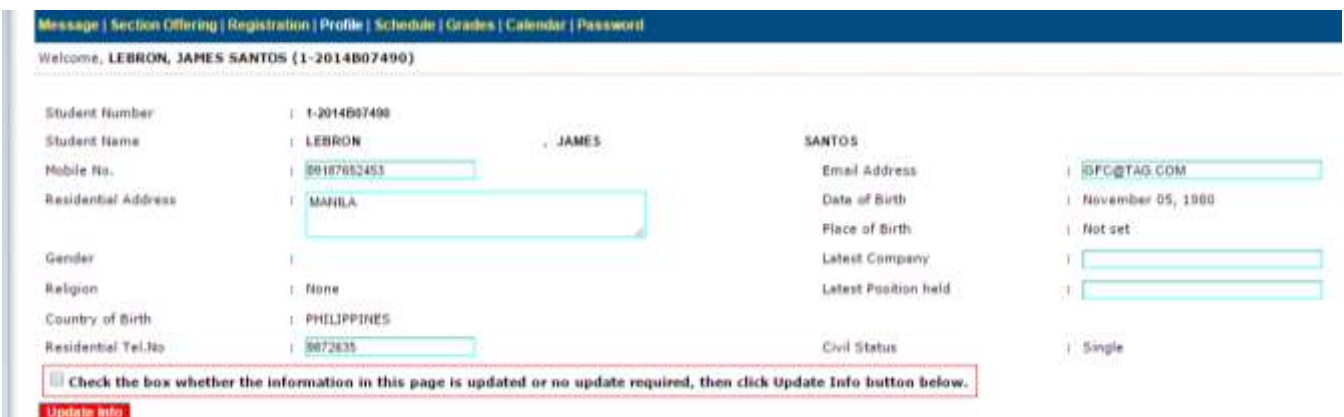 Message | Section Offering | Registration | Profile | Schedule | Grades | Calendar | Password
Welcome, LEBRON, JAMES SANTOS (1-2014B07490)
Student Number : 1-2014B07490
Student Name : LEBRON , JAMES SANTOS
Mobile No. : 09187652453 Email Address : GFC@TAG.COM
Residential Address : MANILA Date of Birth : November 05, 1980
Place of Birth : Not set
Gender : Latest Company :
Religion : None Latest Position held :
Country of Birth : PHILIPPINES
Residential Tel.No : 9872635 Civil Status : Single
Check the box whether the information in this page is updated or no update required, then click Update Info button below.
Update Info